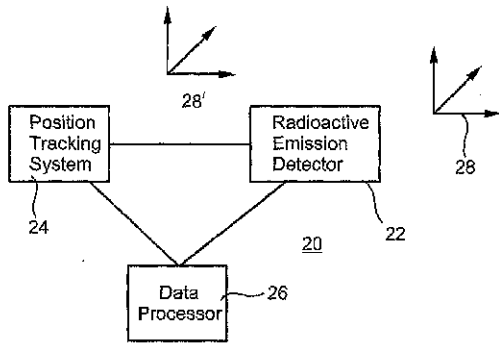 28'
28
Position
Tracking
System
24
Radioactive
Emission
Detector
22
20
Data
Processor
26